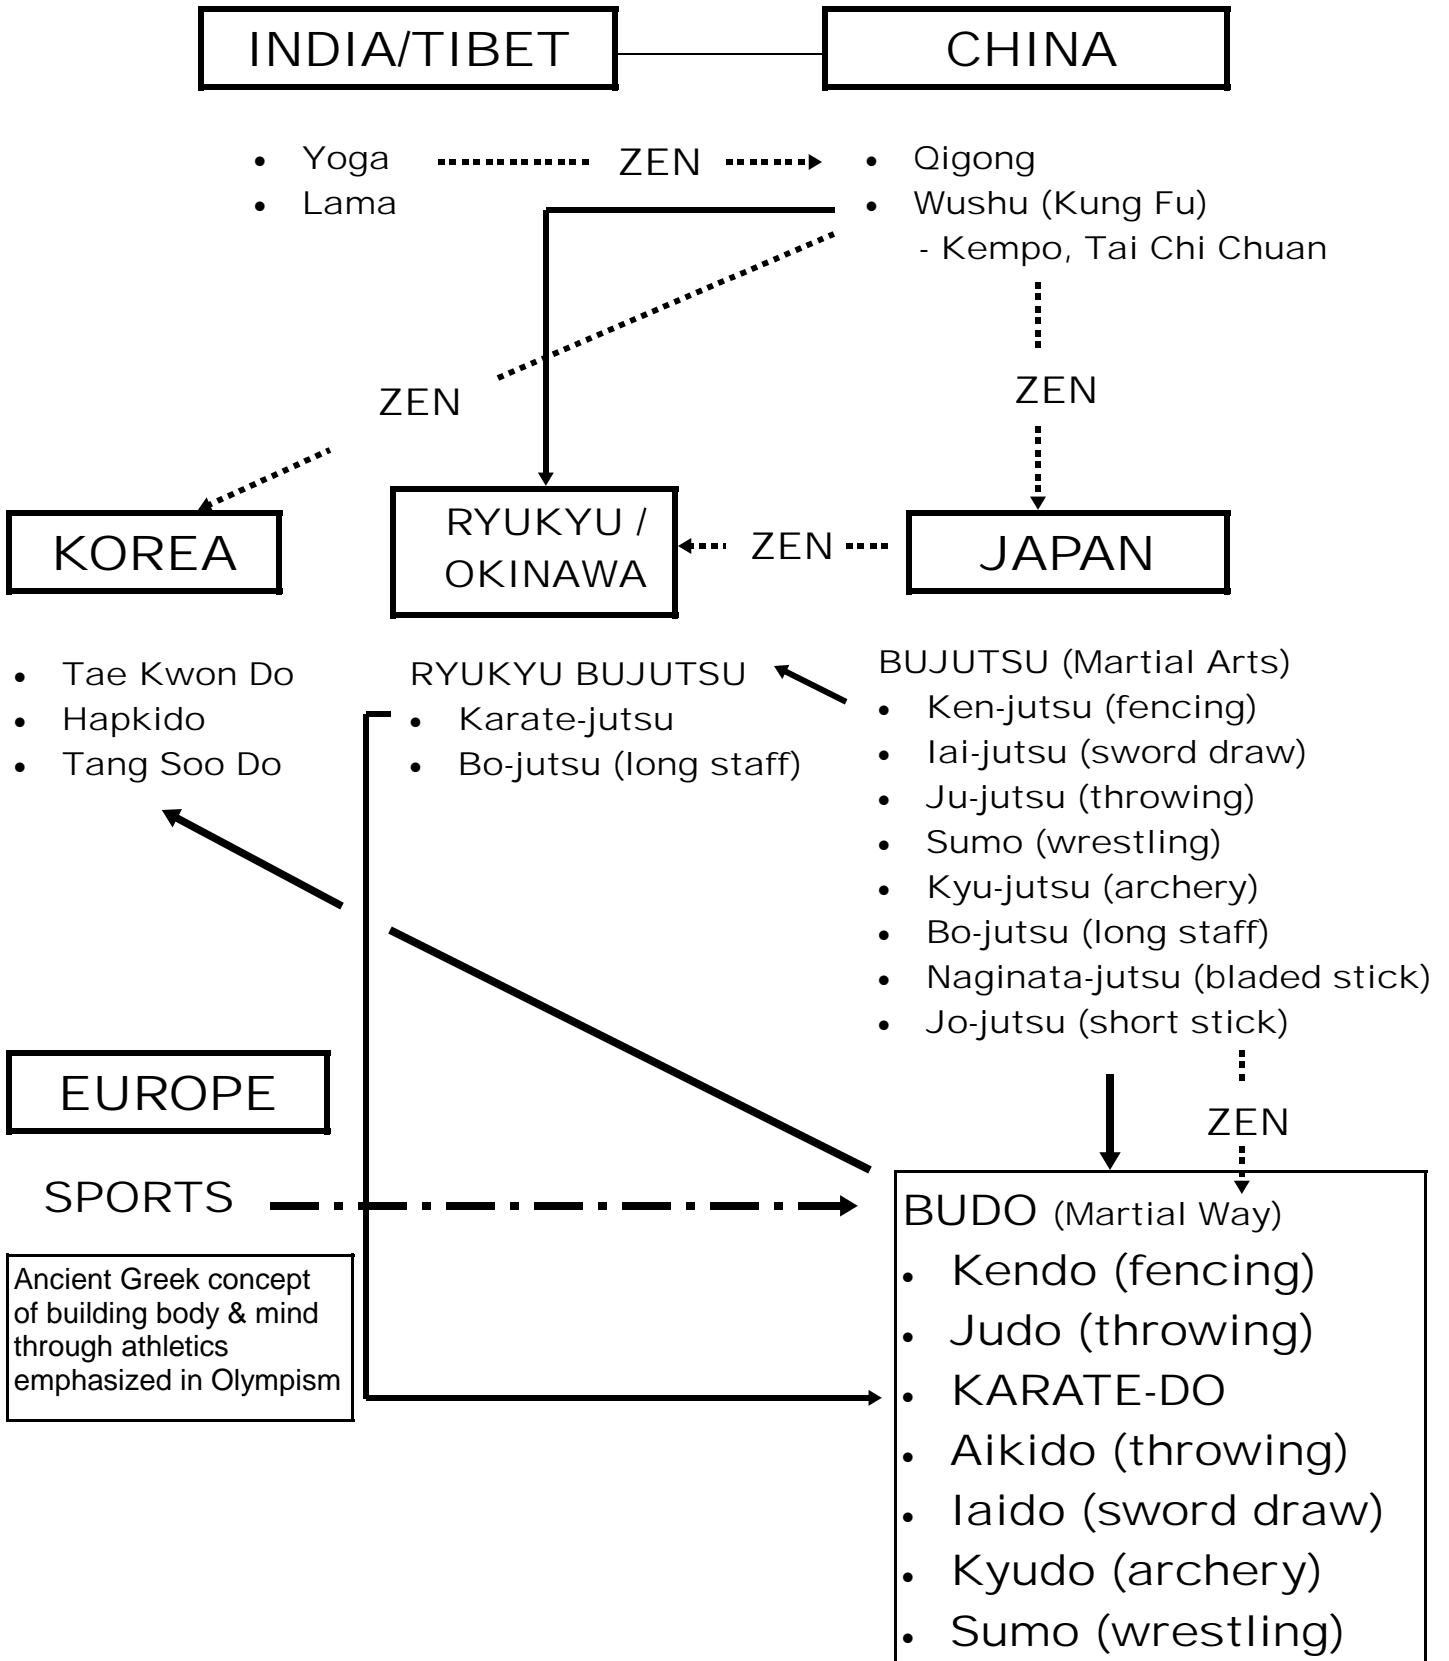 INDIA/TIBET
CHINA
• Yoga
ZEN
• Qigong
• Lama
• Wushu (Kung Fu)
- Kempo, Tai Chi Chuan
ZEN
ZEN
KOREA
RYUKYU /
OKINAWA
ZEN
JAPAN
• Tae Kwon Do
• Hapkido
• Tang Soo Do
RYUKYU BUJUTSU
• Karate-jutsu
• Bo-jutsu (long staff)
BUJUTSU (Martial Arts)
• Ken-jutsu (fencing)
• Iai-jutsu (sword draw)
• Ju-jutsu (throwing)
• Sumo (wrestling)
• Kyu-jutsu (archery)
• Bo-jutsu (long staff)
• Naginata-jutsu (bladed stick)
• Jo-jutsu (short stick)
EUROPE
ZEN
SPORTS
Ancient Greek concept
of building body & mind
through athletics
emphasized in Olympism
BUDO (Martial Way)
• Kendo (fencing)
• Judo (throwing)
• KARATE-DO
• Aikido (throwing)
• Iaido (sword draw)
• Kyudo (archery)
• Sumo (wrestling)